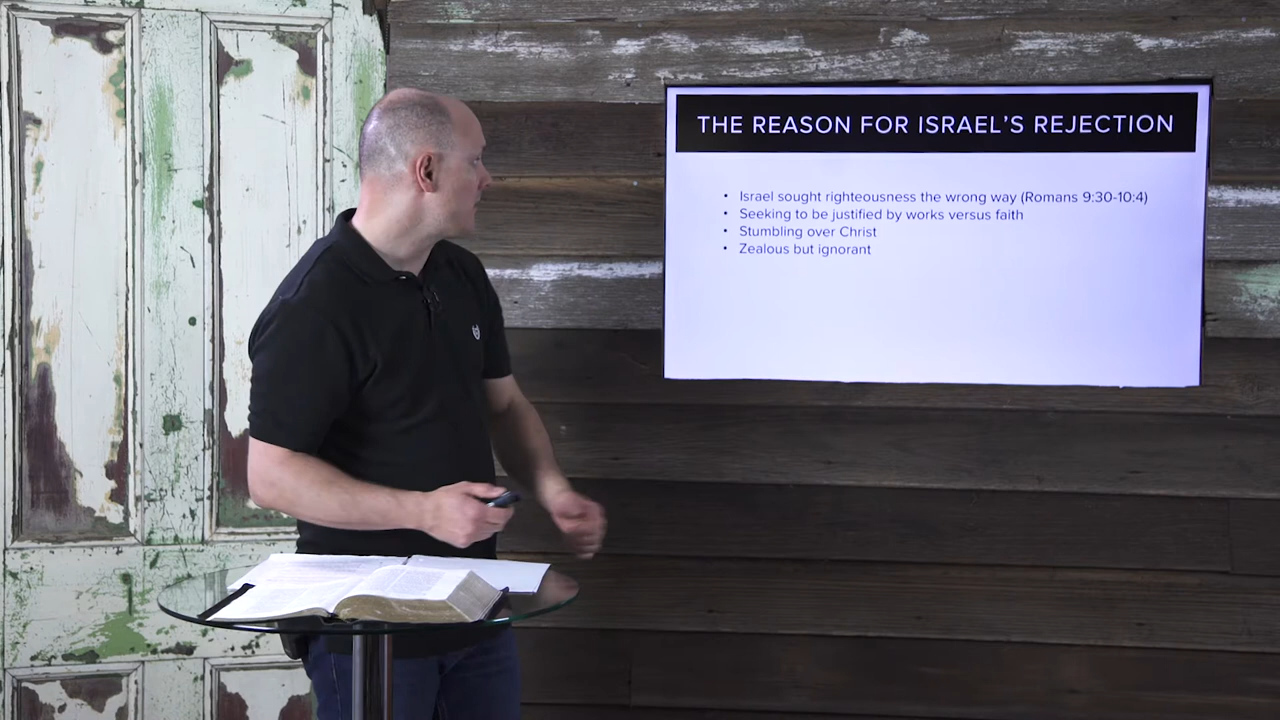 THE REASON FOR ISRAEL'S REJECTION
• Israel sought righteousness the wrong way (Romans 9:30-10:4)
• Seeking to be justified by works versus faith
• Stumbling over Christ
• Zealous but ignorant